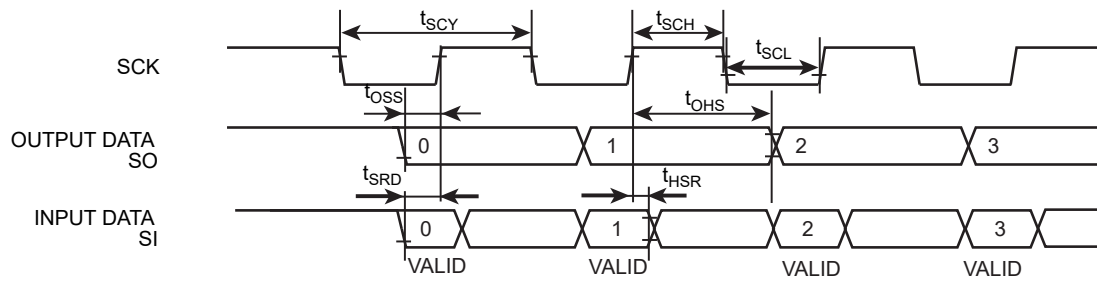 tSCY
tSCH
tSCL
SCK
tOSS
tOHS
OUTPUT DATA
SO
0
1
2
3
tSRD
tHSR
INPUT DATA
SI
0
1
2
3
VALID
VALID
VALID
VALID